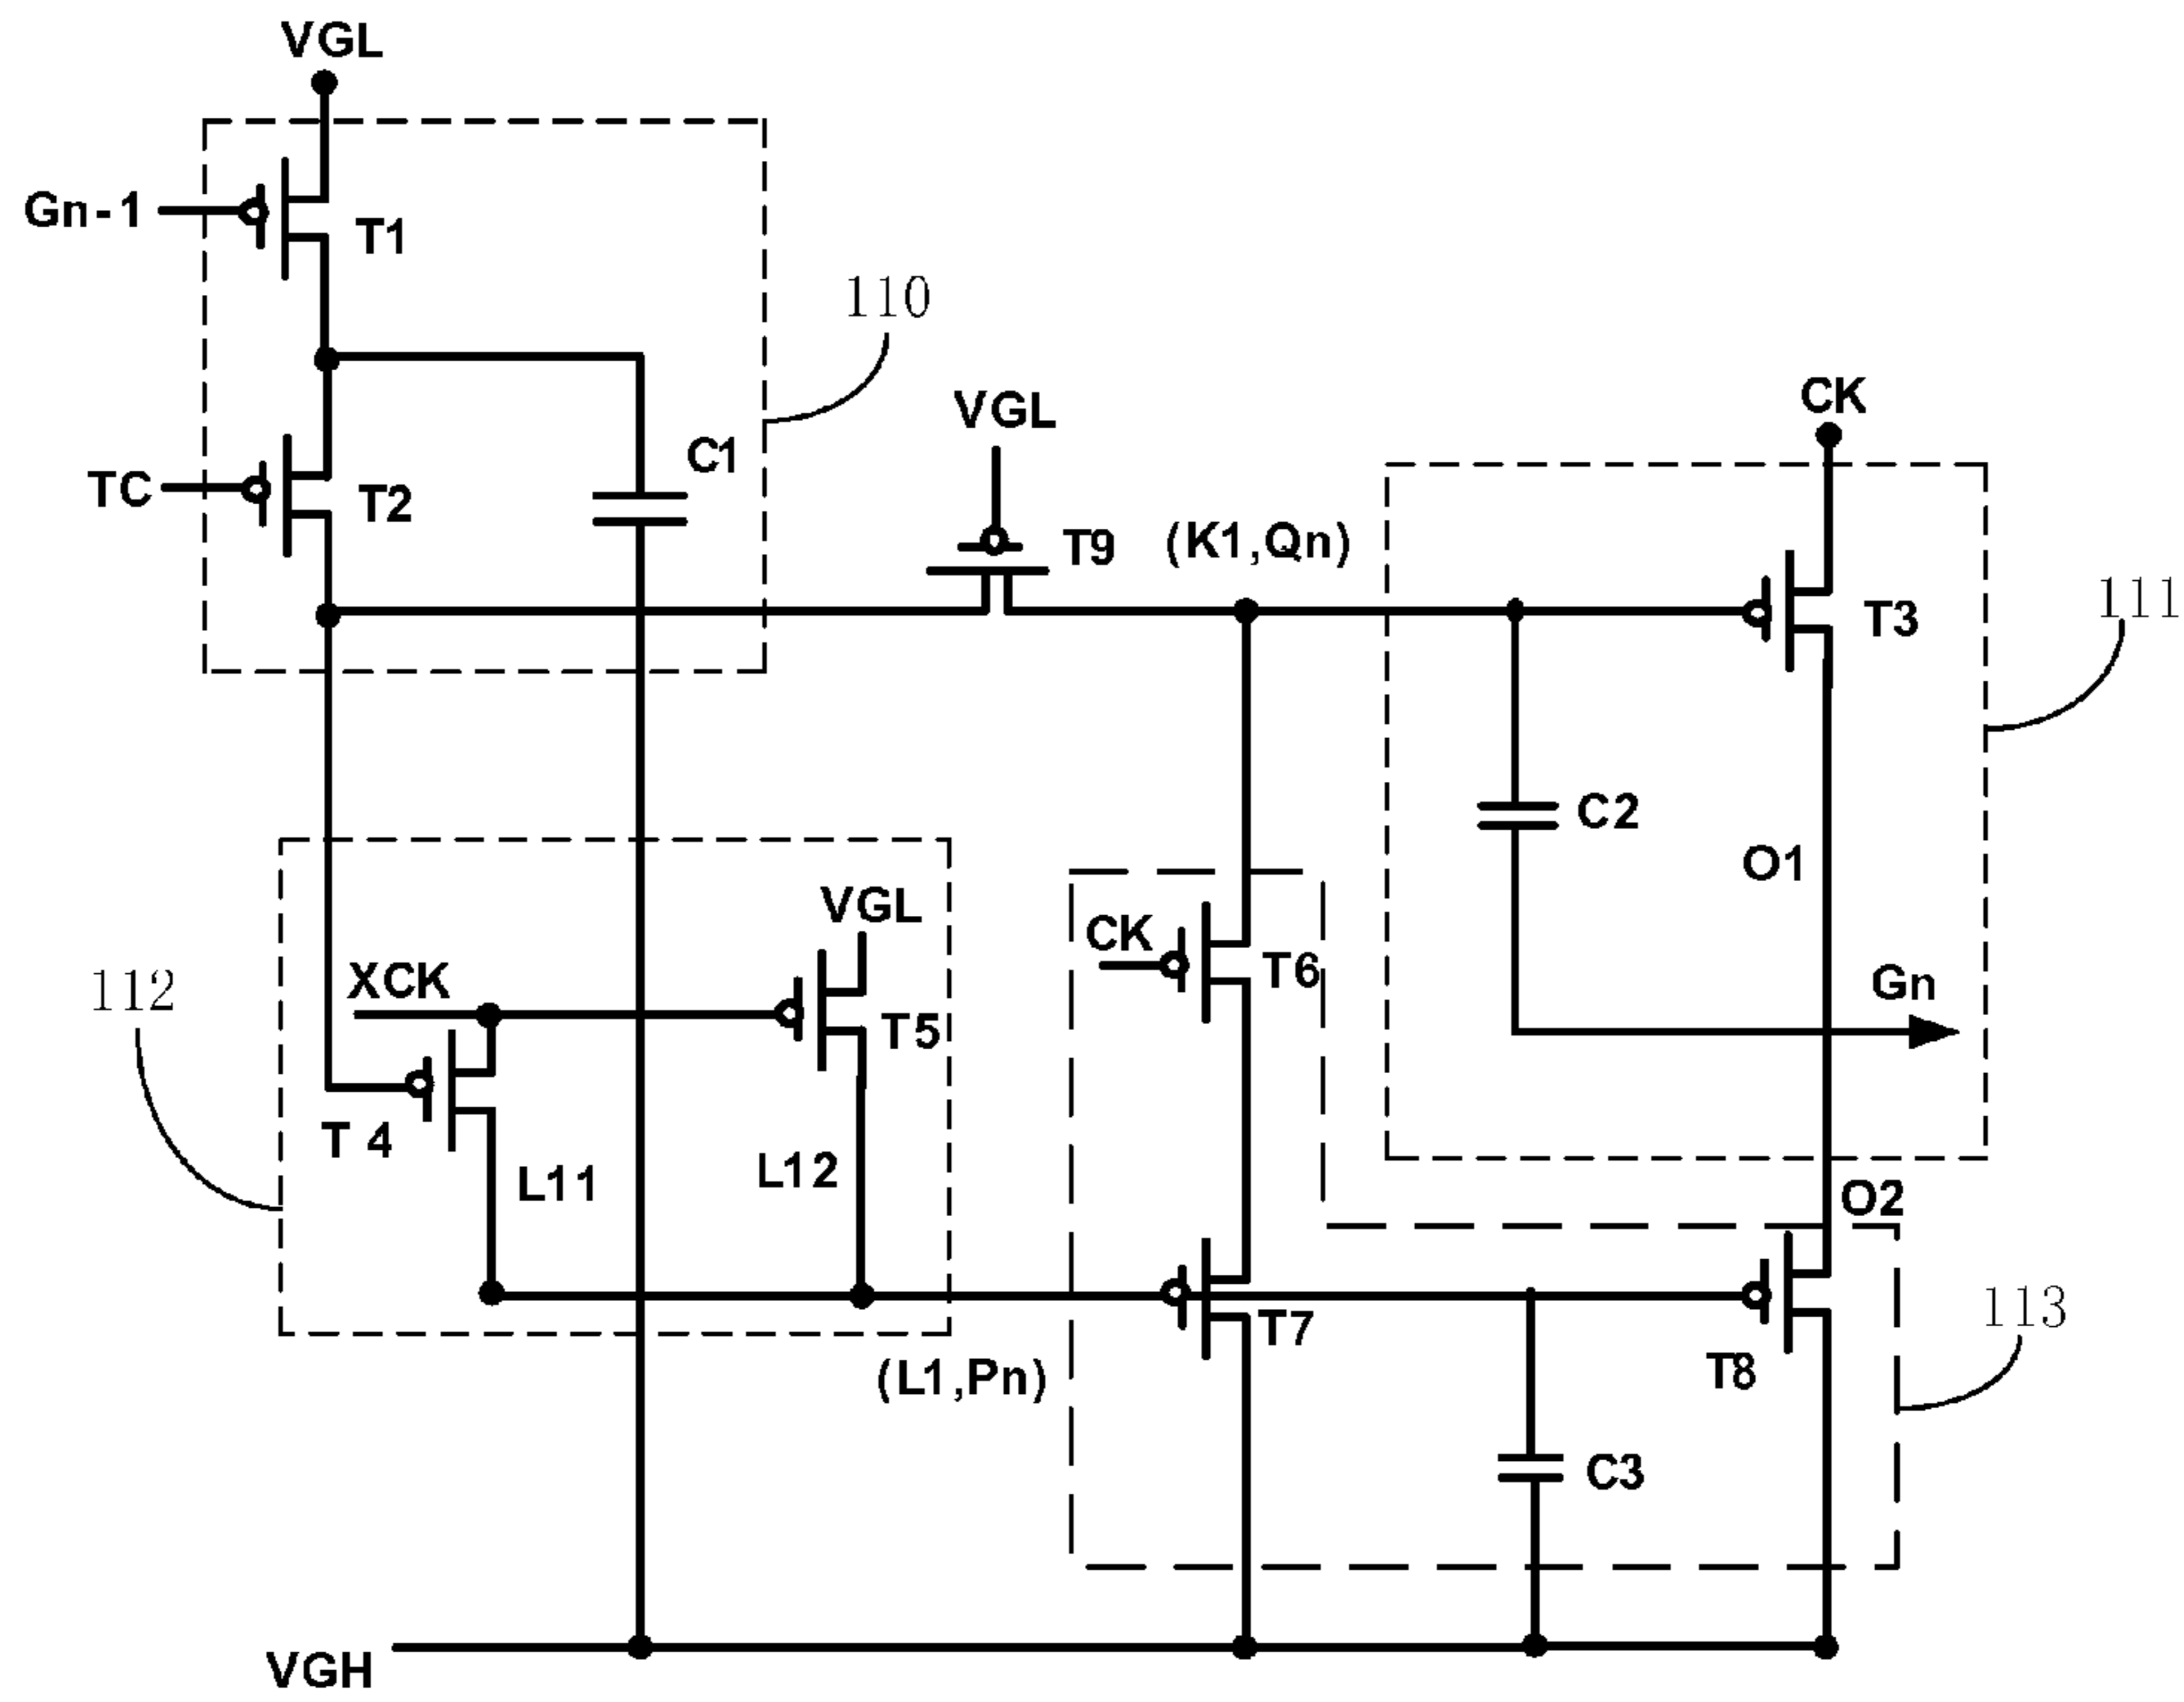 VGL
Gn-1
T1
110
VGL
CK
C1
TC
T2
T9
(K1,Qn)
T3
111
C2
O1
VGL
CK
XCK
T6
Gn
112
T5
T 4
L11
L12
O2
T7
113
(L1,Pn)
T8
C3
VGH